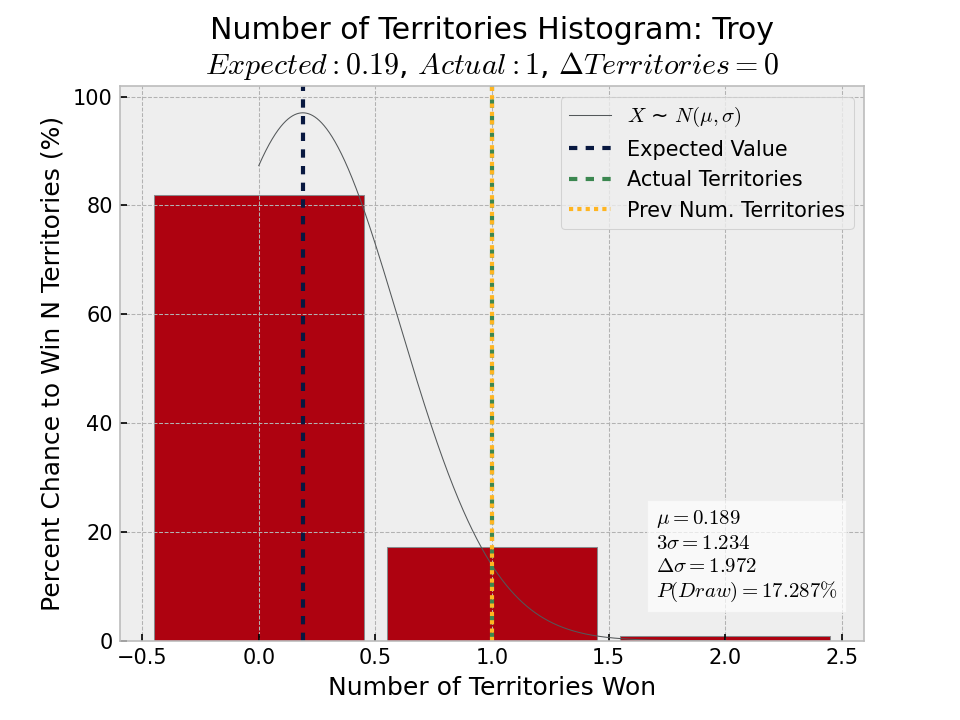 Number of Territories Histogram: Troy
Expected : 0.19, Actual : 1, ΔTerritories = 0
X ~ N(μ, σ)
Expected Value
Actual Territories
Prev Num. Territories
Percent Chance to Win N Territories (%)
100
80
60
40
20
0
μ = 0.189
3σ = 1.234
Δσ = 1.972
P(Draw) = 17.287%
−0.5 0.0 0.5 1.0 1.5 2.0 2.5
Number of Territories Won